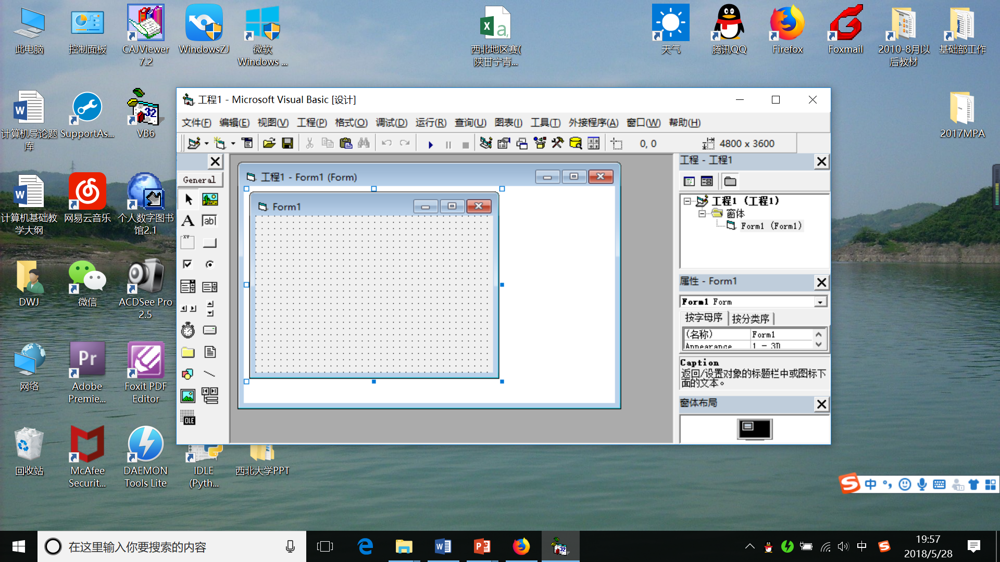 此电脑
控制面板
CAJViewer
7.2
WindowsZJ
微软
Windows ...
西北地区赛(
陕甘宁青...
天气
腾讯QQ
Firefox
Foxmail
2010-8月以
后教材
基础部工作
计算机导论题
库
SupportAs...
VB6
2017MPA
计算机基础教
学大纲
网易云音乐
个人数字图书
馆2.1
DWJ
微信
ACDSee Pro
2.5
网络
Pr
Adobe
Premie...
Foxit PDF
Editor
回收站
McAfee
Securit...
DAEMON
Tools Lite
IDLE
(Pyth...
西北大学PPT
工程1 - Microsoft Visual Basic [设计]
文件(F) 编辑(E) 视图(V) 工程(P) 格式(O) 调试(D) 运行(R) 查询(U) 图表(I) 工具(T) 外接程序(A) 窗口(W) 帮助(H)
0, 0
4800 x 3600
General
A
ab
XY
OLE
工程1 - Form1 (Form)
Form1
工程 - 工程1
工程1 (工程1)
窗体
Form1 (Form1)
属性 - Form1
Form1 Form
按字母序 按分类序
(名称) Form1
Appearance 1 - 3D
Caption
返回/设置对象的标题栏中或图标下
面的文本。
窗体布局
中
在这里输入你要搜索的内容
中
19:57
2018/5/28